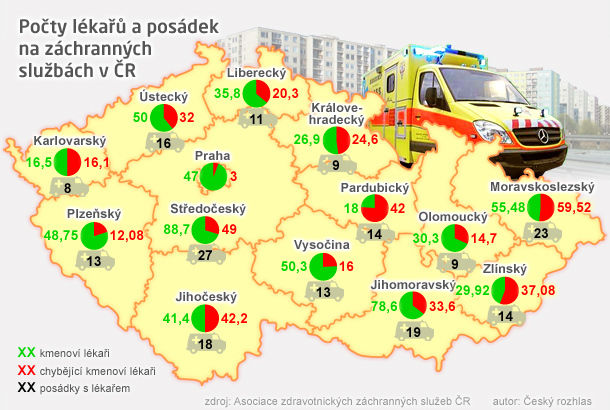 Počty lékařů a posádek
na záchranných
službách v ČR
Liberecký
35,8 20,3
11
Ústecký
50 32
16
Králove-
hradecký
26,9 24,6
9
Karlovarský
16,5 16,1
8
Praha
47 3
Pardubický
18 42
14
Moravskoslezský
55,48 59,52
23
Plzeňský
48,75 12,08
13
Středočeský
88,7 49
27
Olomoucký
30,3 14,7
9
Vysočina
50,3 16
13
Zlínský
29,92 37,08
14
Jihomoravský
78,6 33,6
19
Jihočeský
41,4 42,2
18
XX kmenoví lékaři
XX chybějící kmenoví lékaři
XX posádky s lékařem
zdroj: Asociace zdravotnických záchranných služeb ČR autor: Český rozhlas